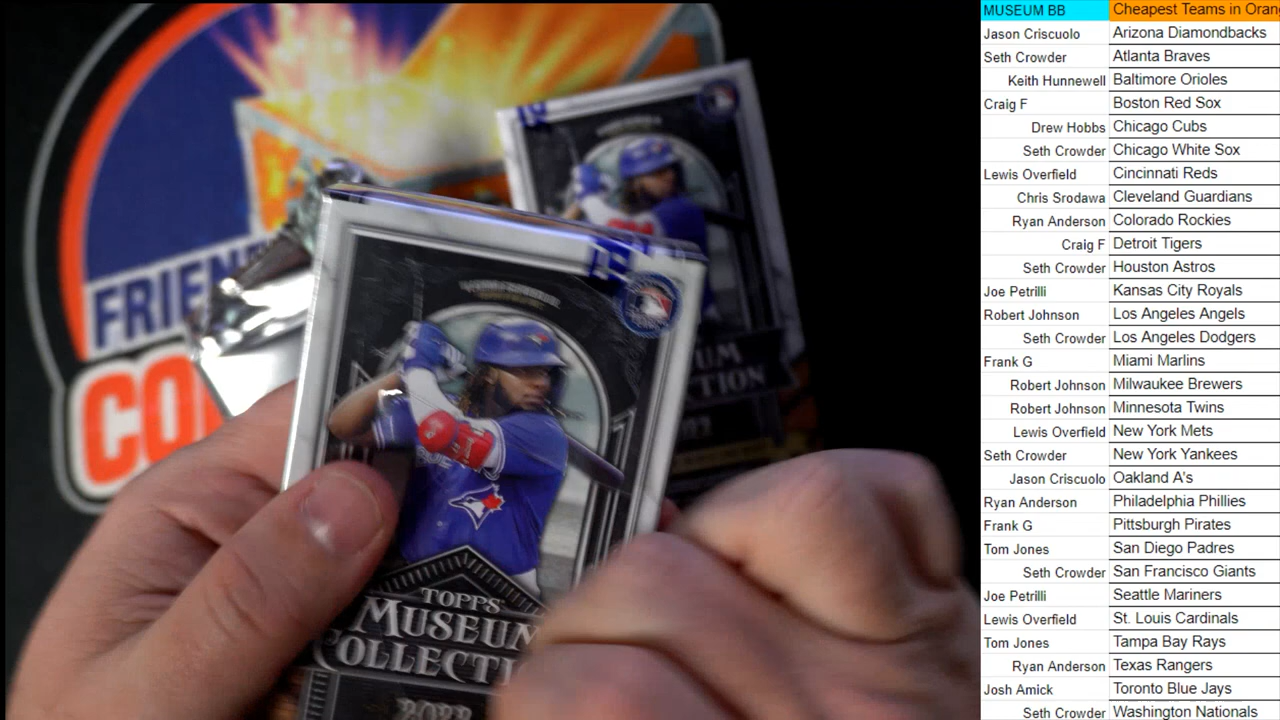 MUSEUM BB Cheapest Teams in Oran
Jason Criscuolo Arizona Diamondbacks
Seth Crowder Atlanta Braves
Keith Hunnewell Baltimore Orioles
Craig F Boston Red Sox
Drew Hobbs Chicago Cubs
Seth Crowder Chicago White Sox
Lewis Overfield Cincinnati Reds
Chris Srodawa Cleveland Guardians
Ryan Anderson Colorado Rockies
Craig F Detroit Tigers
Seth Crowder Houston Astros
Joe Petrilli Kansas City Royals
Robert Johnson Los Angeles Angels
Seth Crowder Los Angeles Dodgers
Frank G Miami Marlins
Robert Johnson Milwaukee Brewers
Robert Johnson Minnesota Twins
Lewis Overfield New York Mets
Seth Crowder New York Yankees
Jason Criscuolo Oakland A's
Ryan Anderson Philadelphia Phillies
Frank G Pittsburgh Pirates
Tom Jones San Diego Padres
Seth Crowder San Francisco Giants
Joe Petrilli Seattle Mariners
Lewis Overfield St. Louis Cardinals
Tom Jones Tampa Bay Rays
Ryan Anderson Texas Rangers
Josh Amick Toronto Blue Jays
Seth Crowder Washington Nationals
FRIEN
CO
TOPPS
MUSEUM
COLLECTI
2022